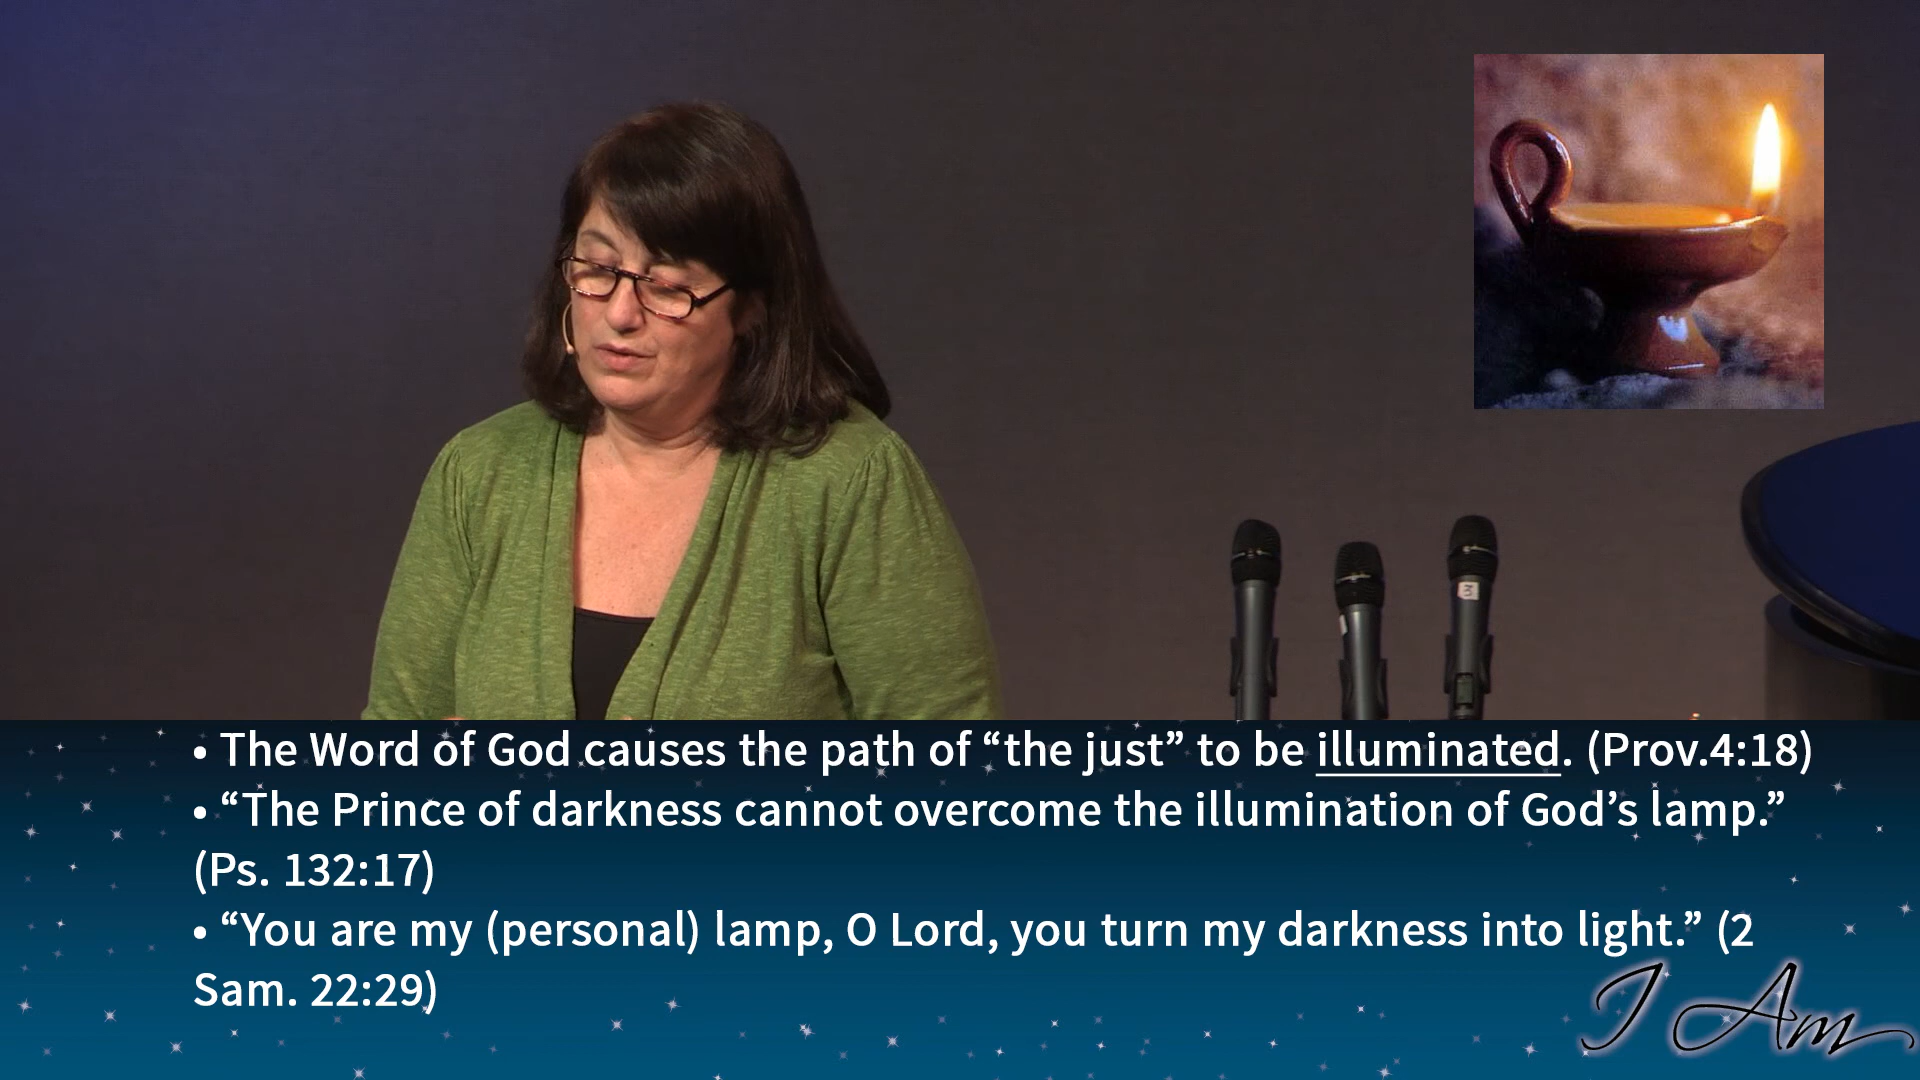 • The Word of God causes the path of “the just” to be illuminated. (Prov.4:18)
• “The Prince of darkness cannot overcome the illumination of God’s lamp.”
(Ps. 132:17)
• “You are my (personal) lamp, O Lord, you turn my darkness into light.” (2
Sam. 22:29)
I Am
3